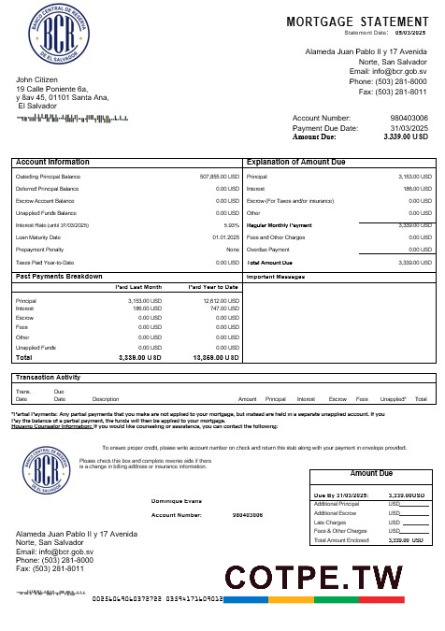 BANCO CENTRAL DE RESERVA
BCR
DE EL SALVADOR
MORTGAGE STATEMENT
Statement Date: 05/03/2025
Alameda Juan Pablo II y 17 Avenida
Norte, San Salvador
Email: info@bcr.gob.sv
Phone: (503) 281-8000
Fax: (503) 281-8011
John Citizen
19 Calle Poniente 6a,
y 8av 45, 01101 Santa Ana,
El Salvador
Account Number: 980403006
Payment Due Date: 31/03/2025
Amount Due: 3,339.00 USD
Account Information
Outsting Principal Balance 507,855.00 USD
Deferred Principal Balance 0.00 USD
Escrow Account Balance 0.00 USD
Unapplied Funds Balance 0.00 USD
Interest Rate (until 31/03/2025)
Loan Maturity Date 01.01.2025
Prepayment Penalty None
Taxes Paid Year-to-Date 0.00 USD
Explanation of Amount Due
Principal 3,153.00 USD
Interest 186.00 USD
Escrow (For Taxes and/or insurance) 0.00 USD
Other 0.00 USD
Regular Monthly Payment 3,339.00 USD
Fees and Other Charges 0.00 USD
Overdue Payment 0.00 USD
Total Amount Due 3,339.00 USD
Past Payments Breakdown
Paid Last Month Paid Year to Date
Principal 3,153.00 USD 12,612.00 USD
Interest 186.00 USD 747.00 USD
Escrow 0.00 USD 0.00 USD
Fees 0.00 USD 0.00 USD
Other 0.00 USD 0.00 USD
Unapplied Funds 0.00 USD 0.00 USD
Total 3,339.00 USD 13,359.00 USD
Important Messages
Transaction Activity
Trans. Date Due Date Description Amount Principal Interest Escrow Fees Unapplied* Total
*Partial Payments: Any partial payments that you make are not applied to your mortgage, but instead are held in a separate unapplied account. If you
Pay the balance of a partial payment, the funds will then be applied to your mortgage.
Housing Counselor Information: If you would like counseling or assistance, you can contact the following:
BANCO CENTRAL DE RESERVA
BCR
DE EL SALVADOR
To ensure proper credit, please write account number on check and return this stub along with your payment in envelope provided.
Please check this box and complete reverse side if there
is a change in billing address or insurance information.
Dominique Evans
Account Number: 980403006
Amount Due
Due By 31/03/2025: 3,339.00USD
Additional Principal USD
Additional Escrow USD
Late Charges USD
Fees & Other Charges USD
Total Amount Enclosed 3,339.00 USD
Alameda Juan Pablo II y 17 Avenida
Norte, San Salvador
Email: info@bcr.gob.sv
Phone: (503) 281-8000
Fax: (503) 281-8011
COTPE.TW